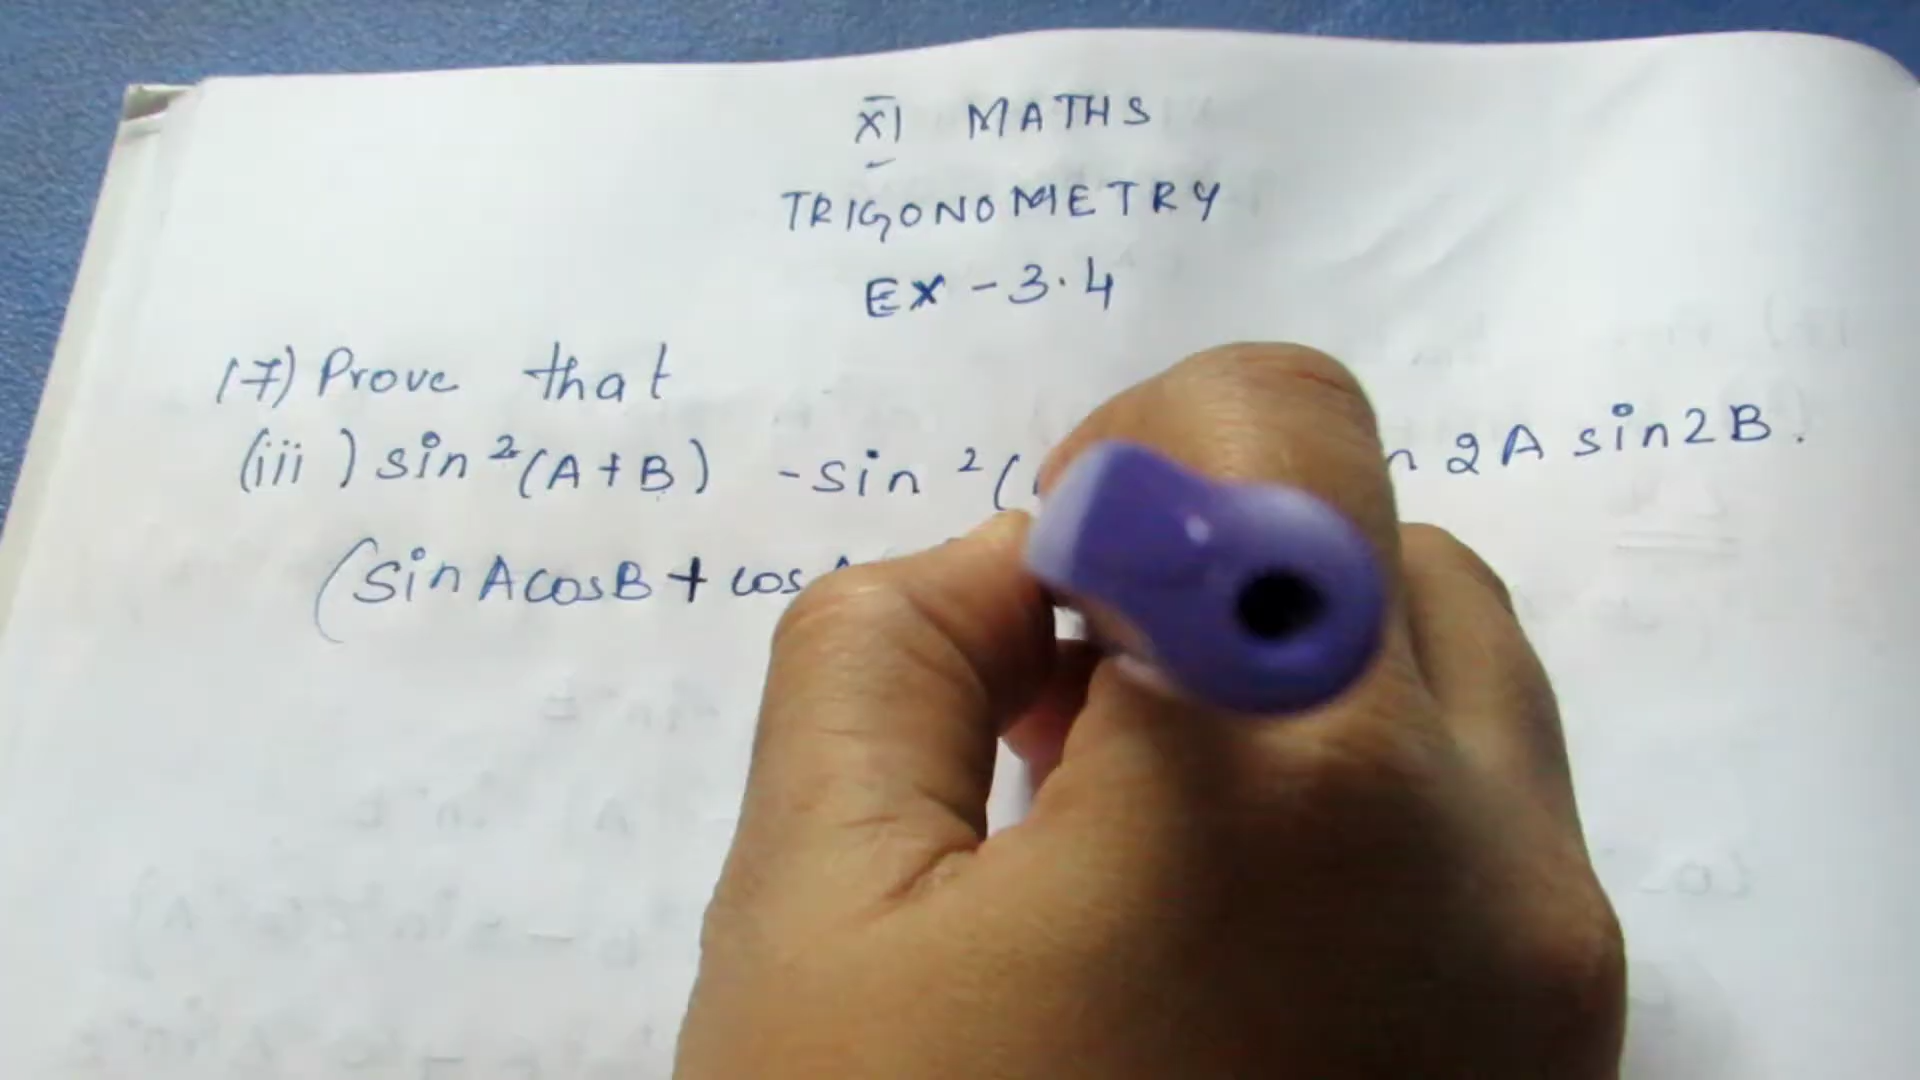 XI MATHS
TRIGONOMETRY
EX - 3.4
17) Prove that
(iii) sin²(A+B) - sin²( 2A sin2B.
(sinAcosB + cos